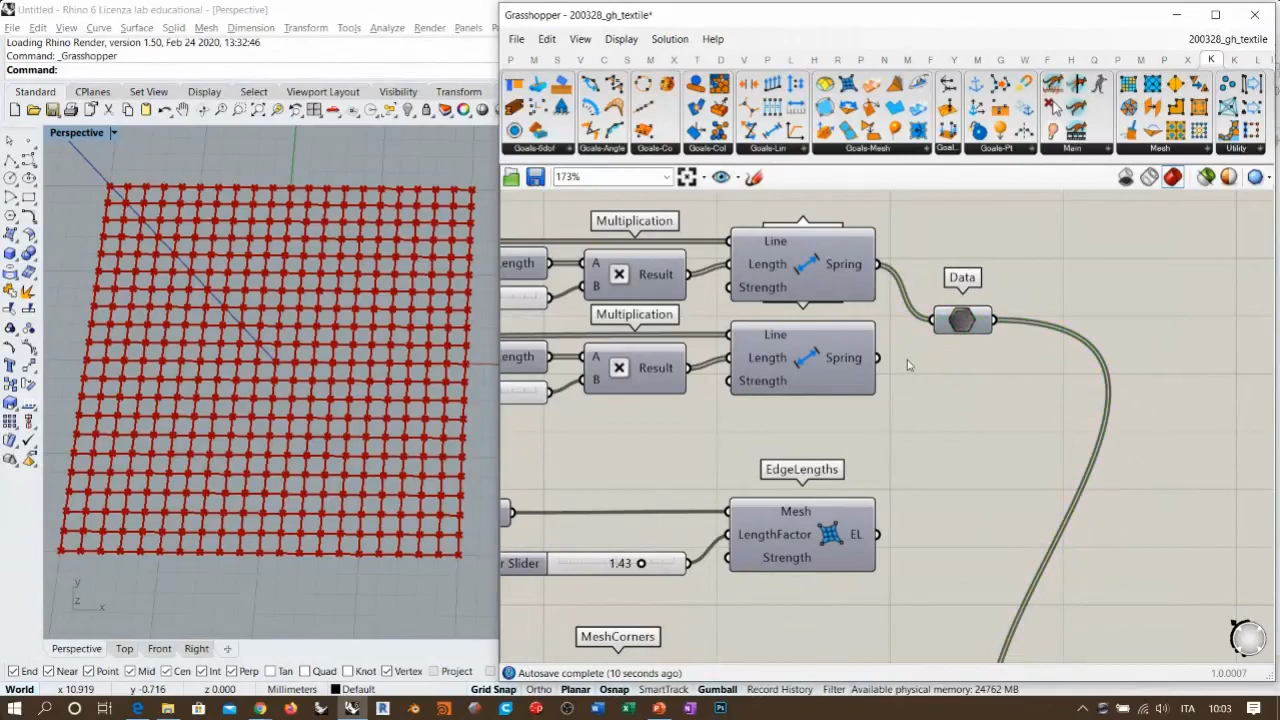 Untitled - Rhino 6 Licenza lab educational - [Perspective]
File Edit View Curve Surface Solid Mesh Dimension Transform Tools Analyze Render Panels
Loading Rhino Render, version 1.50, Feb 24 2020, 13:32:46
Command: _Grasshopper
Command:
Standard CPlanes Set View Display Select Viewport Layout Visibility Transform
Perspective
y
z x
Perspective Top Front Right
End Near Point Mid Cen Int Perp Tan Quad Knot Vertex Project
World x 10.919 y -0.716 z 0.000 Millimeters Default Grid Snap Ortho Planar Osnap SmartTrack Gumball Record History Filter Available physical memory: 24762 MB
Grasshopper - 200328_gh_textile*
File Edit View Display Solution Help
200328_gh_textile*
P M S I V C S M D T W L H P L N M F E A P M B C K H M D G A K L C
Goals-6dof Goals-Angle Goals-Co Goals-Col Goals-Lin Goals-Mesh Goal... Goals-Pt Main Mesh Utility
173%
Multiplication
Line
Length
Strength
Spring
ength
A
B
Result
Data
Multiplication
Line
Length
Strength
Spring
ength
A
B
Result
EdgeLengths
Mesh
LengthFactor
Strength
EL
r Slider 1.43
MeshCorners
Autosave complete (10 seconds ago)
1.0.0007
ITA 10:03